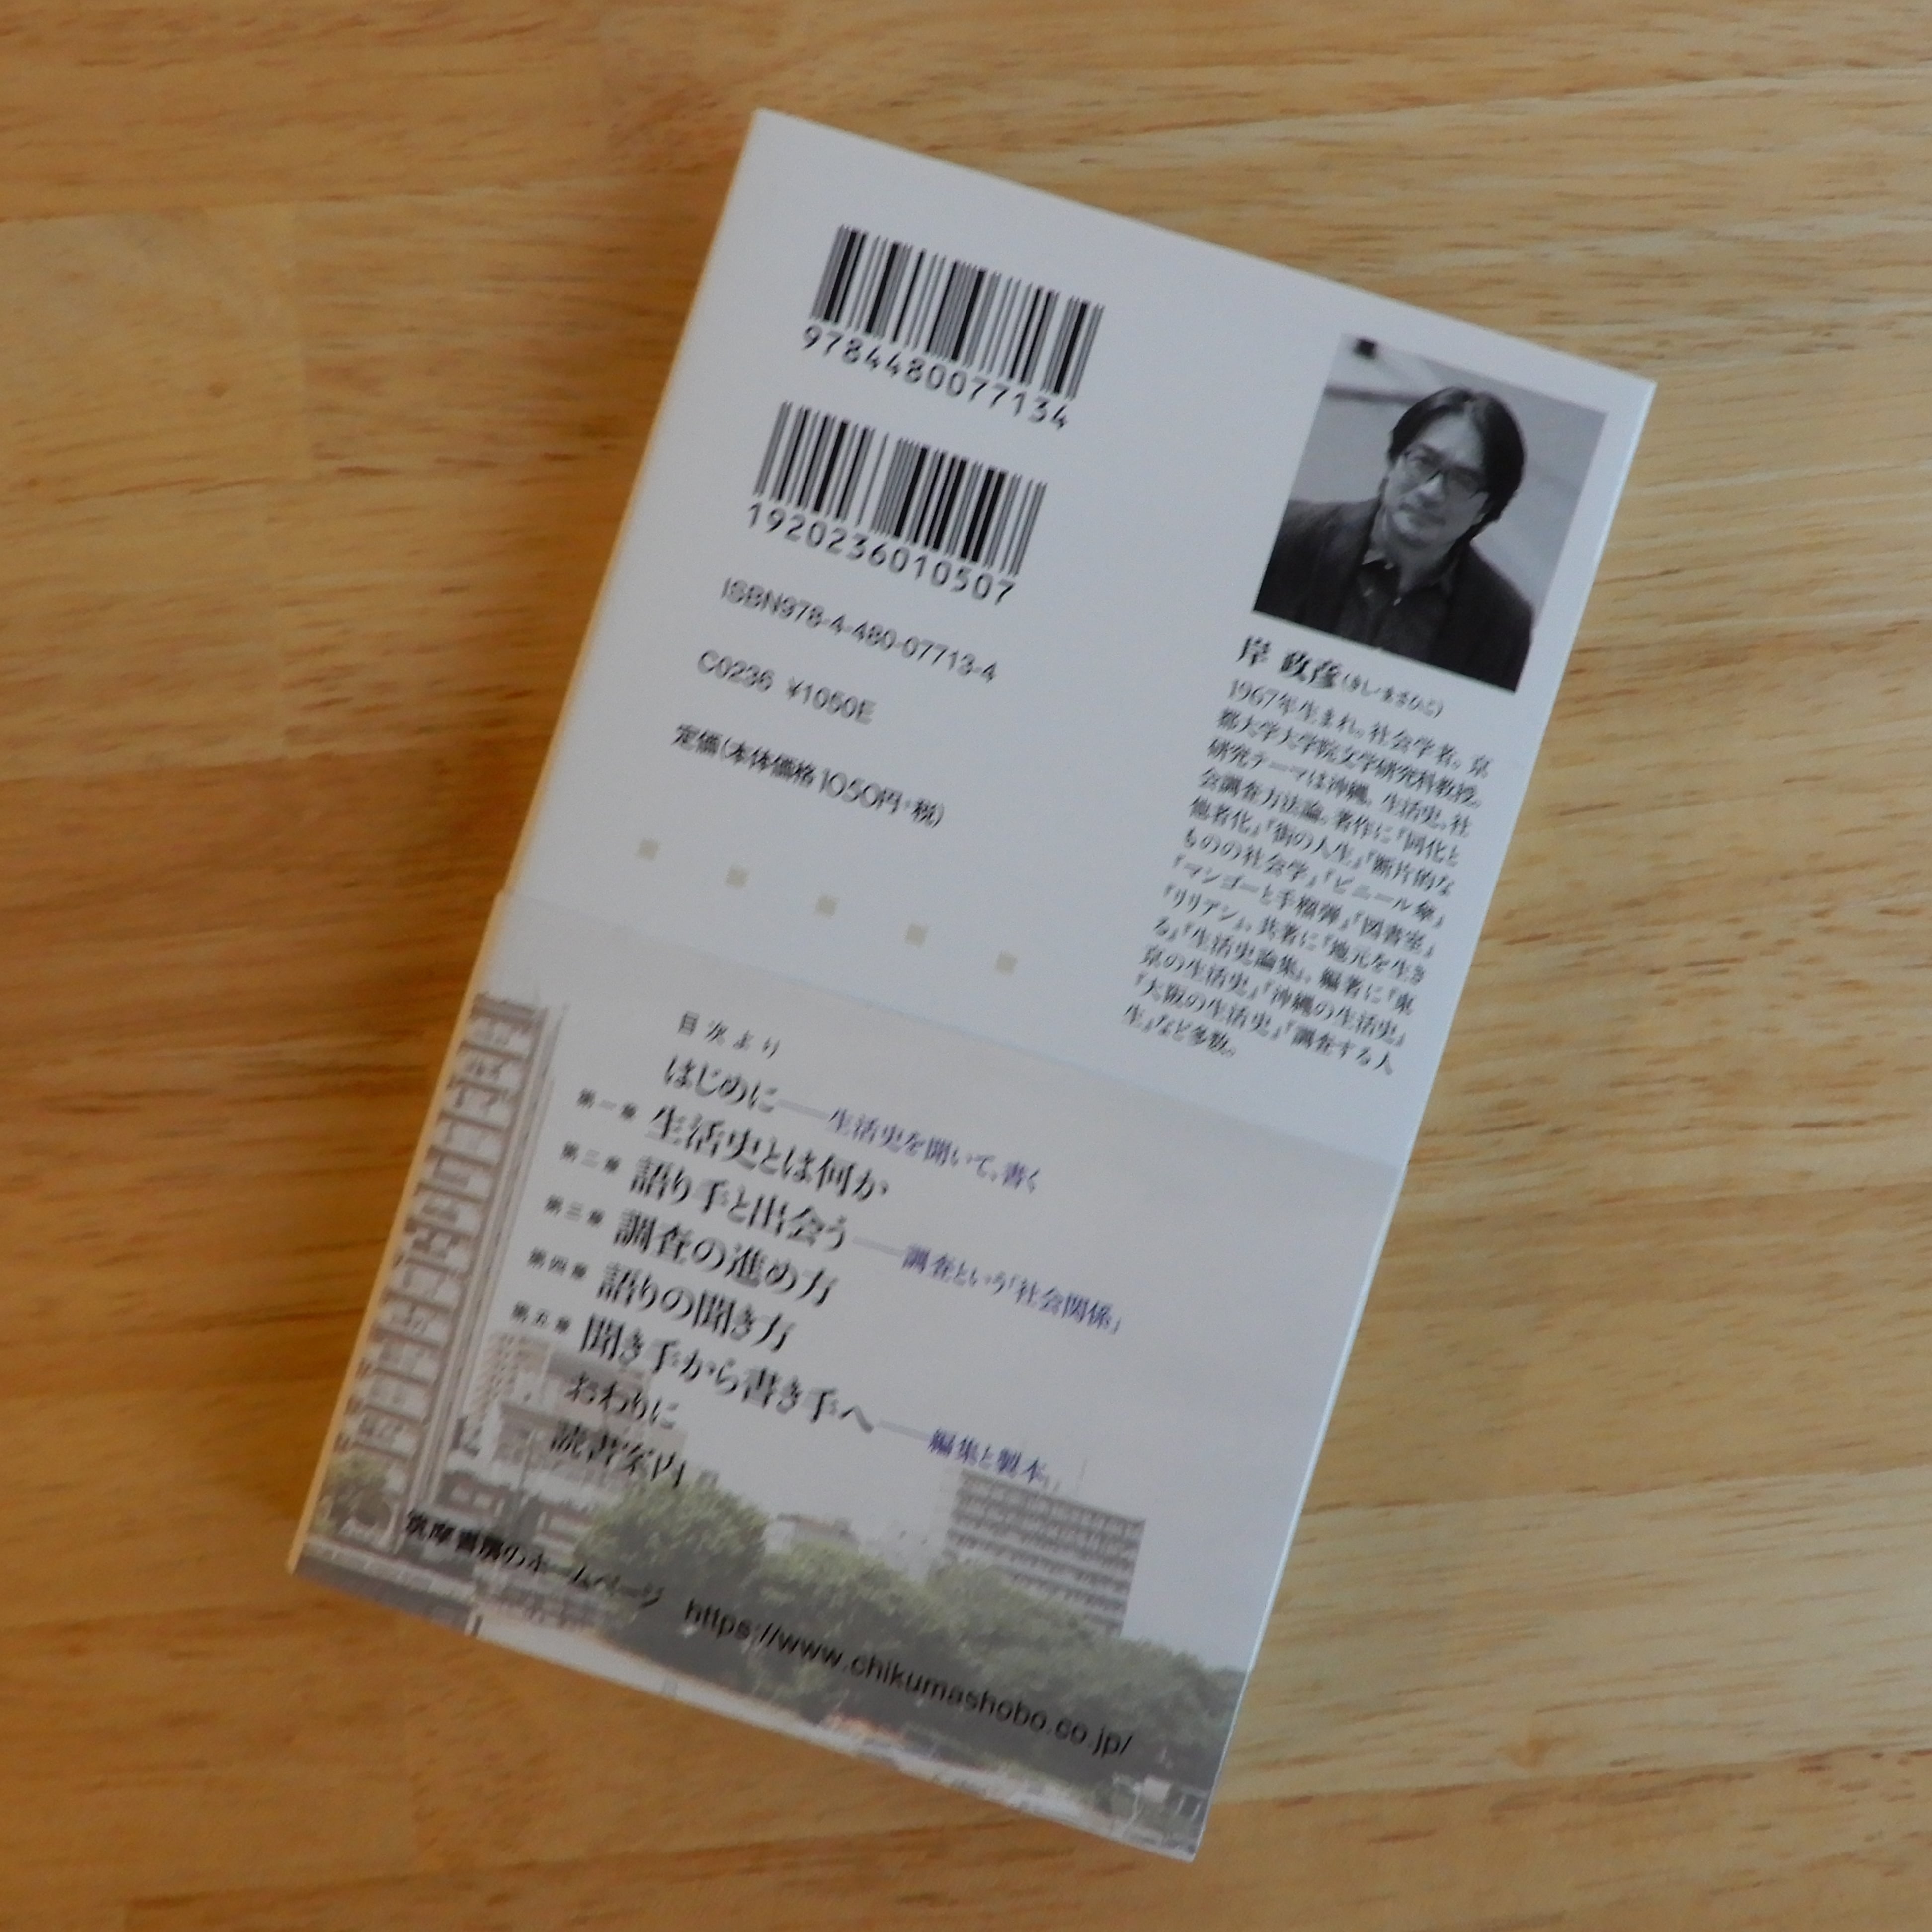 9784480077134
1920236010507
ISBN978-4-480-07713-4
C0236 ¥1050E
定価(本体価格1050円+税)
岸 政彦(きし・まさひこ)
1967年生まれ。社会学者。京
都大学大学院文学研究科教授。
研究テーマは沖縄、生活史、社
会調査方法論。著作に『同化と
他者化』『街の人生』『断片的な
ものの社会学』『ビニール傘』
『マンゴーと手榴弾』『図書室』
『リリアン』、共著に『地元を生き
る』『生活史論集』、編著に『東
京の生活史』『沖縄の生活史』
『大阪の生活史』『調査する人
生』など多数。
目次より
はじめに——生活史を聞いて、書く
第一章 生活史とは何か
第二章 語り手と出会う——調査という「社会関係」
第三章 調査の進め方
第四章 語りの聞き方
第五章 聞き手から書き手へ——編集と製本
おわりに
読書案内
筑摩書房のホームページ https://www.chikumashobo.co.jp/